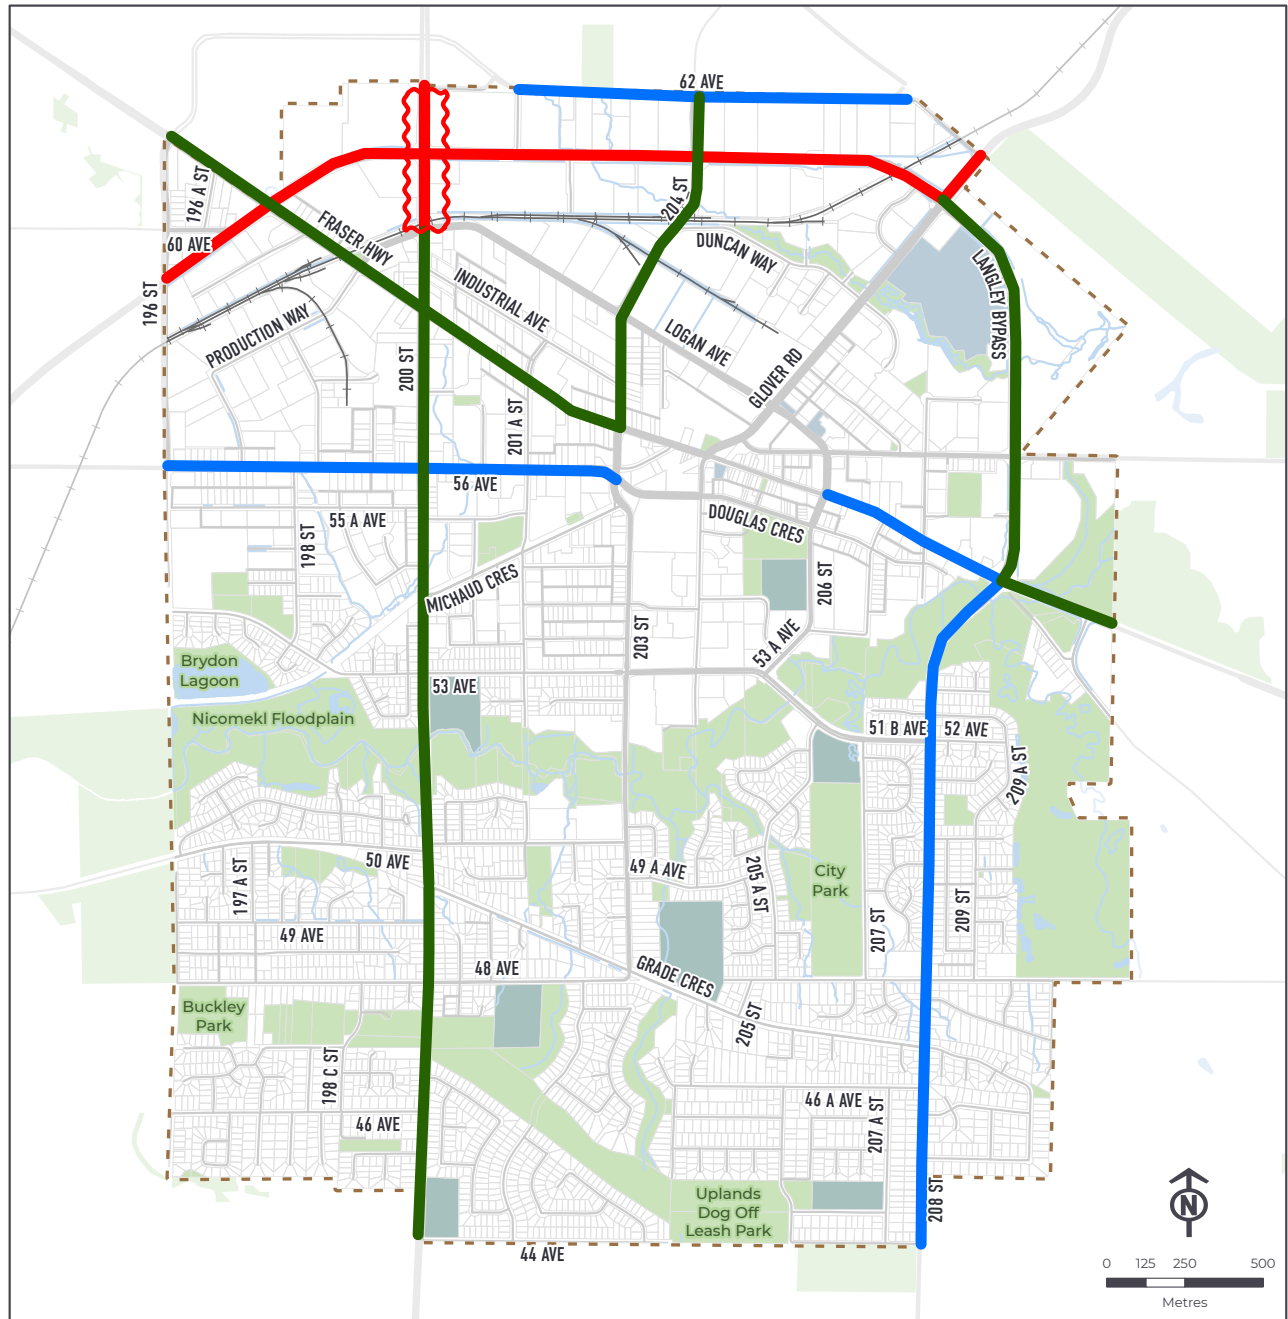 62 AVE
196 A ST
204 ST
FRASER HWY
60 AVE
DUNCAN WAY
LANGLEY BYPASS
196 ST
INDUSTRIAL AVE
PRODUCTION WAY
LOGAN AVE
200 ST
GLOVER RD
201 A ST
56 AVE
55 A AVE
198 ST
DOUGLAS CRES
MICHAUD CRES
206 ST
203 ST
53 A AVE
Brydon
Lagoon
53 AVE
Nicomekl Floodplain
51 B AVE
52 AVE
209 A ST
50 AVE
197 A ST
49 A AVE
205 A ST
City
Park
209 ST
207 ST
49 AVE
48 AVE
GRADE CRES
Buckley
Park
205 ST
198 C ST
46 A AVE
46 AVE
207 A ST
Uplands
Dog Off
Leash Park
208 ST
44 AVE
N
0 125 250 500
Metres